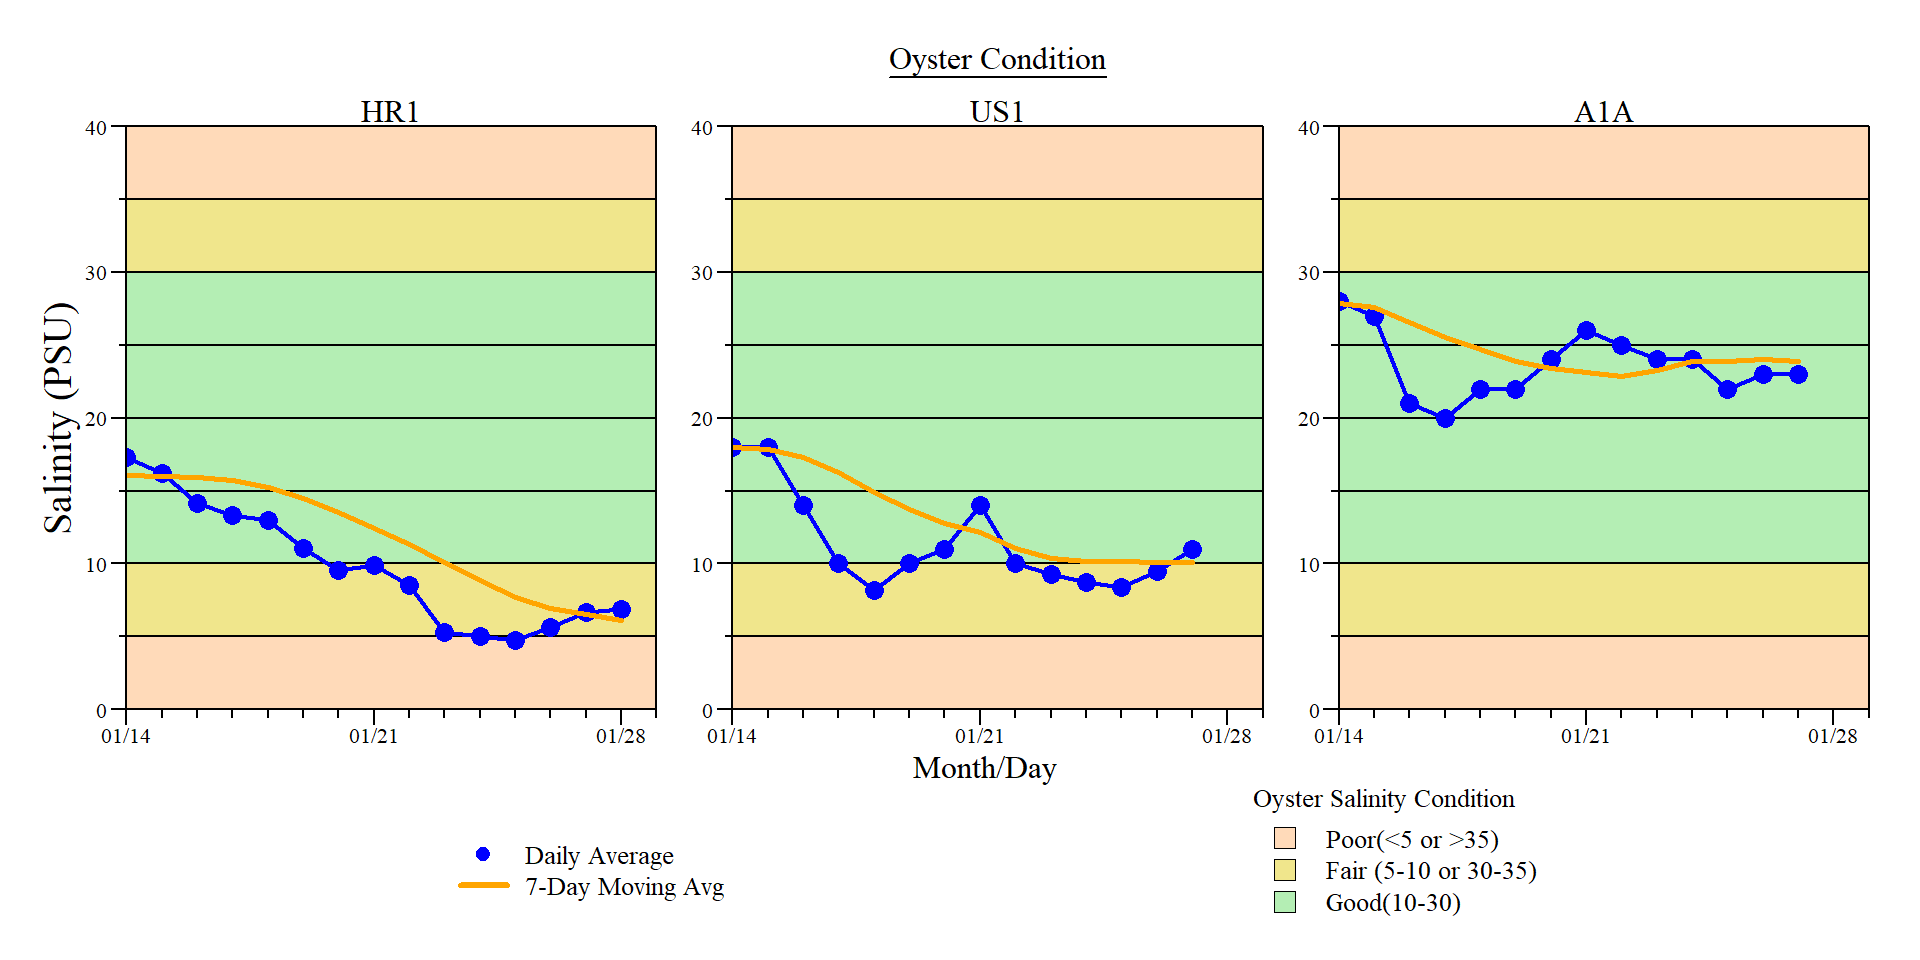 Oyster Condition
HR1
US1
A1A
Salinity (PSU)
40
30
20
10
0
01/14
01/21
01/28
40
30
20
10
0
01/14
01/21
01/28
40
30
20
10
0
01/14
01/21
01/28
Month/Day
Daily Average
7-Day Moving Avg
Oyster Salinity Condition
Poor(<5 or >35)
Fair (5-10 or 30-35)
Good(10-30)